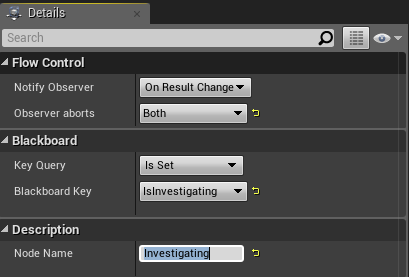 Details
Search
Flow Control
Notify Observer On Result Change
Observer aborts Both
Blackboard
Key Query Is Set
Blackboard Key IsInvestigating
Description
Node Name Investigating